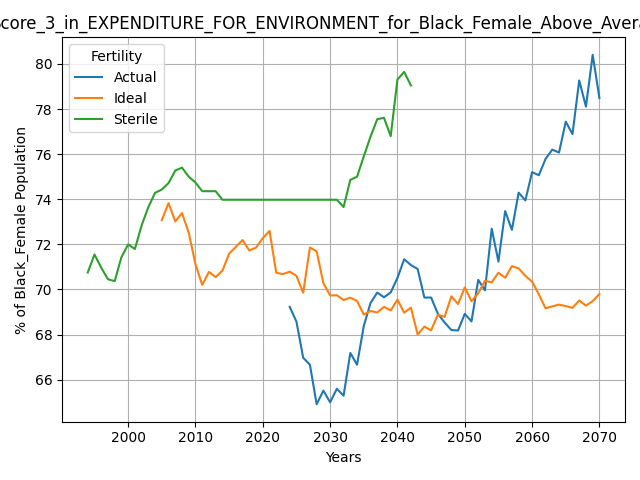 core_3_in_EXPENDITURE_FOR_ENVIRONMENT_for_Black_Female_Above_Avera
Fertility
Actual
Ideal
Sterile
% of Black_Female Population
80
78
76
74
72
70
68
66
2000
2010
2020
2030
2040
2050
2060
2070
Years